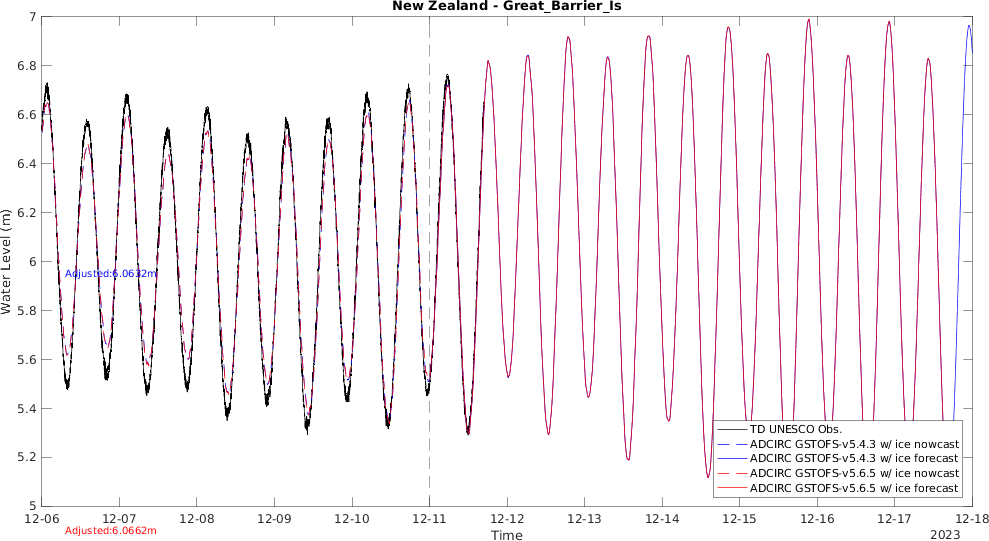 New Zealand - Great_Barrier_Is
7
6.8
6.6
6.4
6.2
6
5.8
5.6
5.4
5.2
5
Water Level (m)
Adjusted:6.0632m
TD UNESCO Obs.
ADCIRC GSTOFS-v5.4.3 w/ ice nowcast
ADCIRC GSTOFS-v5.4.3 w/ ice forecast
ADCIRC GSTOFS-v5.6.5 w/ ice nowcast
ADCIRC GSTOFS-v5.6.5 w/ ice forecast
12-06 12-07 12-08 12-09 12-10 12-11 12-12 12-13 12-14 12-15 12-16 12-17 12-18
Adjusted:6.0662m
Time
2023